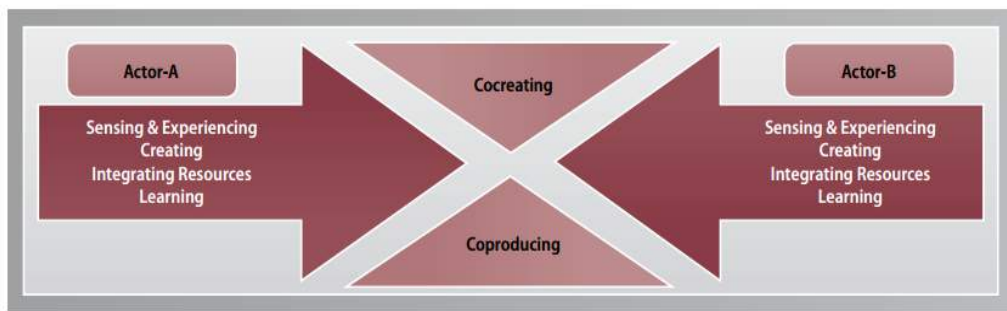 Actor-A
Sensing & Experiencing
Creating
Integrating Resources
Learning
Cocreating
Coproducing
Actor-B
Sensing & Experiencing
Creating
Integrating Resources
Learning